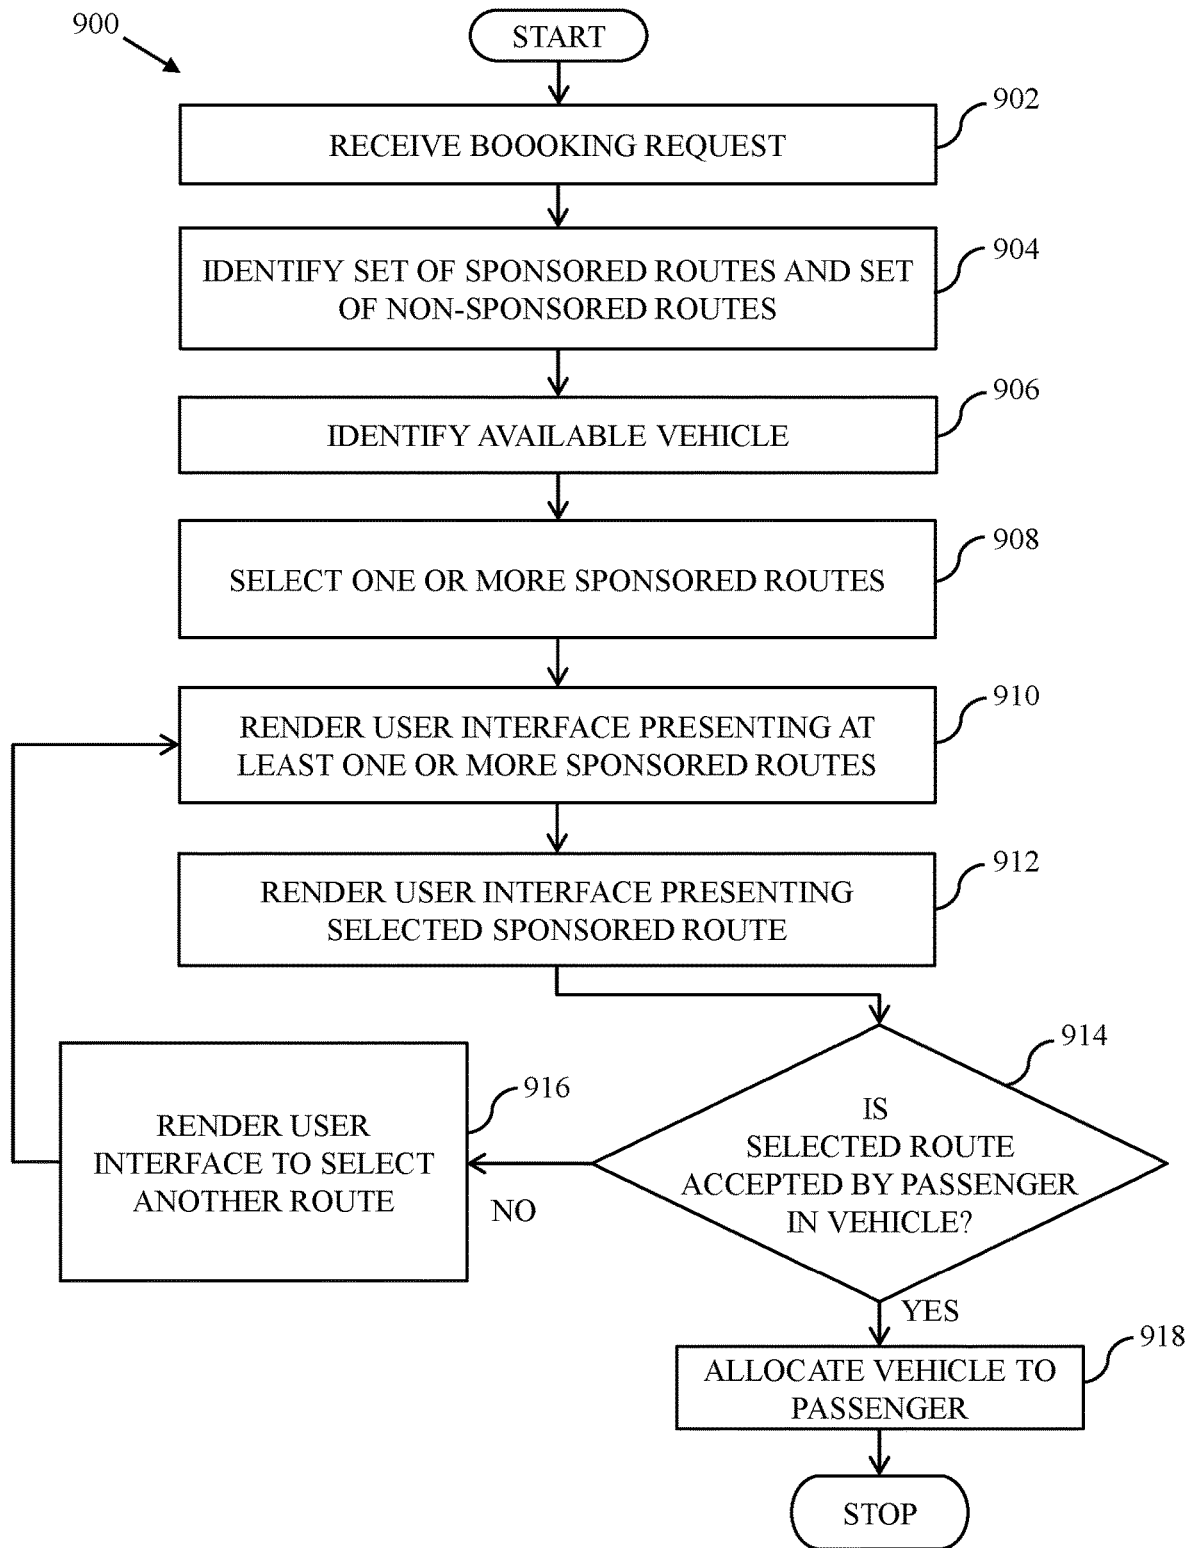 900
START
902
RECEIVE BOOOKING REQUEST
904
IDENTIFY SET OF SPONSORED ROUTES AND SET
OF NON-SPONSORED ROUTES
906
IDENTIFY AVAILABLE VEHICLE
908
SELECT ONE OR MORE SPONSORED ROUTES
910
RENDER USER INTERFACE PRESENTING AT
LEAST ONE OR MORE SPONSORED ROUTES
912
RENDER USER INTERFACE PRESENTING
SELECTED SPONSORED ROUTE
914
IS
SELECTED ROUTE
ACCEPTED BY PASSENGER
IN VEHICLE?
916
RENDER USER
INTERFACE TO SELECT
ANOTHER ROUTE
NO
YES
918
ALLOCATE VEHICLE TO
PASSENGER
STOP